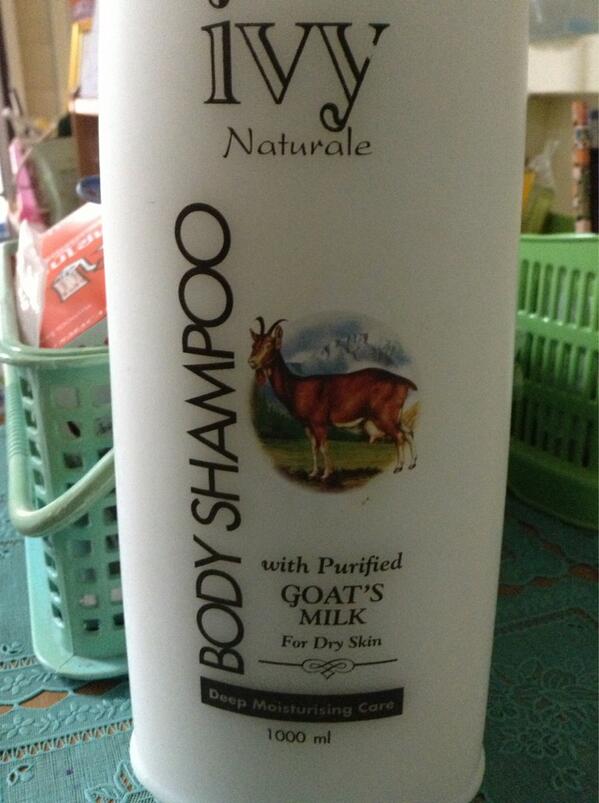 ivy
Naturale
BODY SHAMPOO
with Purified
GOAT'S
MILK
For Dry Skin
Deep Moisturising Care
1000 ml